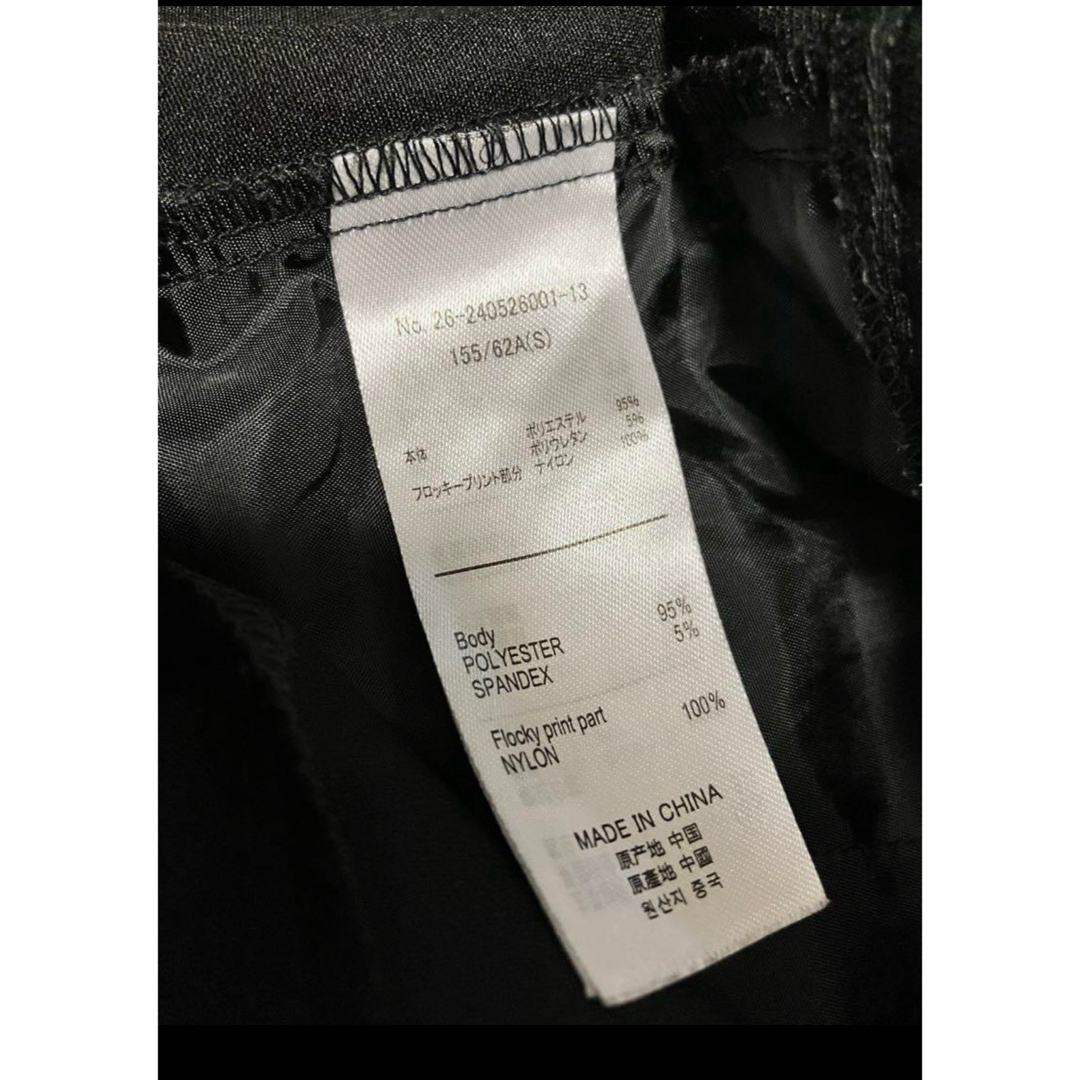 No. 26-240526001-13
155/62A(S)
本体 ポリエステル 95%
ポリウレタン 5%
フロッキープリント部分 ナイロン 100%
Body
POLYESTER 95%
SPANDEX 5%
Flocky print part
NYLON 100%
MADE IN CHINA
原产地 中国
原產地 中國
원산지 중국